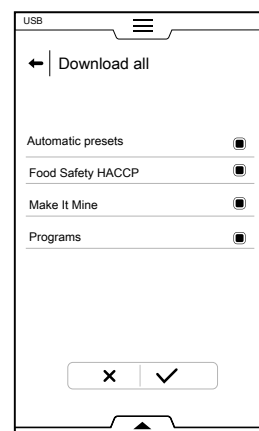 USB
Download all
Automatic presets
Food Safety HACCP
Make It Mine
Programs